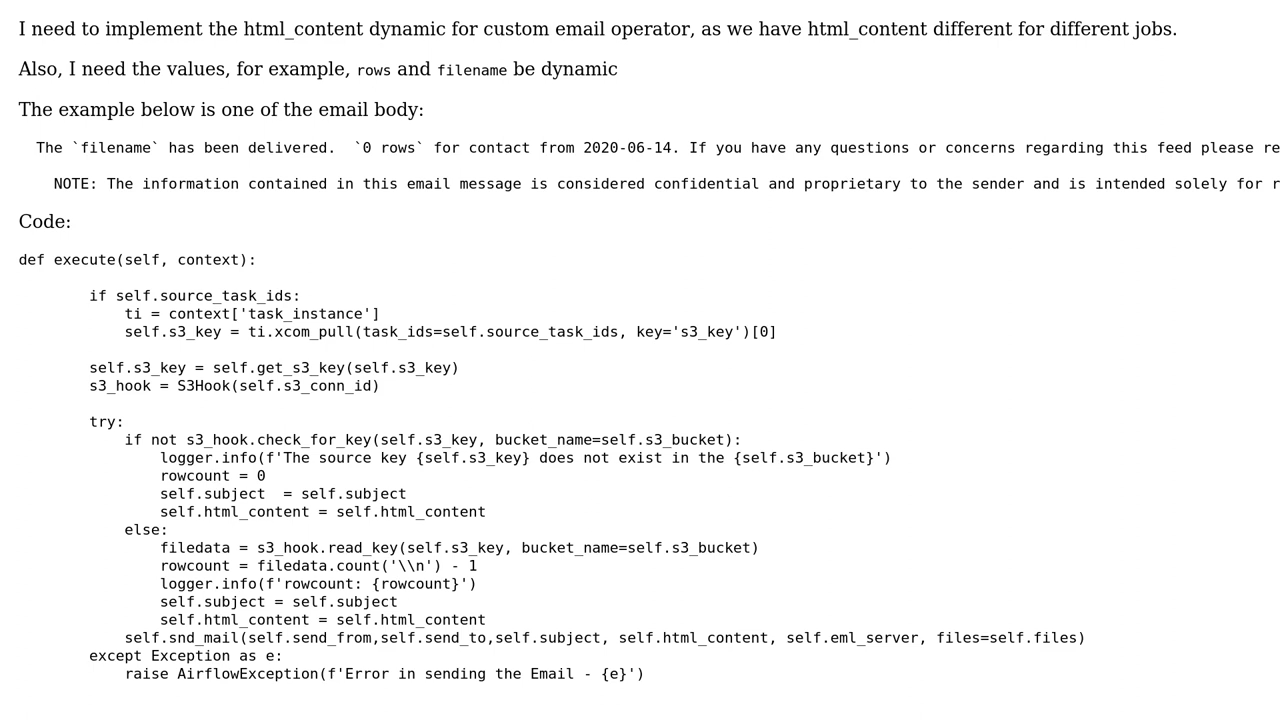 I need to implement the html_content dynamic for custom email operator, as we have html_content different for different jobs.
Also, I need the values, for example, rows and filename be dynamic
The example below is one of the email body:
The `filename` has been delivered.  `0 rows` for contact from 2020-06-14. If you have any questions or concerns regarding this feed please re
NOTE: The information contained in this email message is considered confidential and proprietary to the sender and is intended solely for r
Code:
def execute(self, context):
        if self.source_task_ids:
            ti = context['task_instance']
            self.s3_key = ti.xcom_pull(task_ids=self.source_task_ids, key='s3_key')[0]
        self.s3_key = self.get_s3_key(self.s3_key)
        s3_hook = S3Hook(self.s3_conn_id)
        try:
            if not s3_hook.check_for_key(self.s3_key, bucket_name=self.s3_bucket):
                logger.info(f'The source key {self.s3_key} does not exist in the {self.s3_bucket}')
                rowcount = 0
                self.subject  = self.subject
                self.html_content = self.html_content
            else:
                filedata = s3_hook.read_key(self.s3_key, bucket_name=self.s3_bucket)
                rowcount = filedata.count('\\n') - 1
                logger.info(f'rowcount: {rowcount}')
                self.subject = self.subject
                self.html_content = self.html_content
            self.snd_mail(self.send_from,self.send_to,self.subject, self.html_content, self.eml_server, files=self.files)
        except Exception as e:
            raise AirflowException(f'Error in sending the Email - {e}')